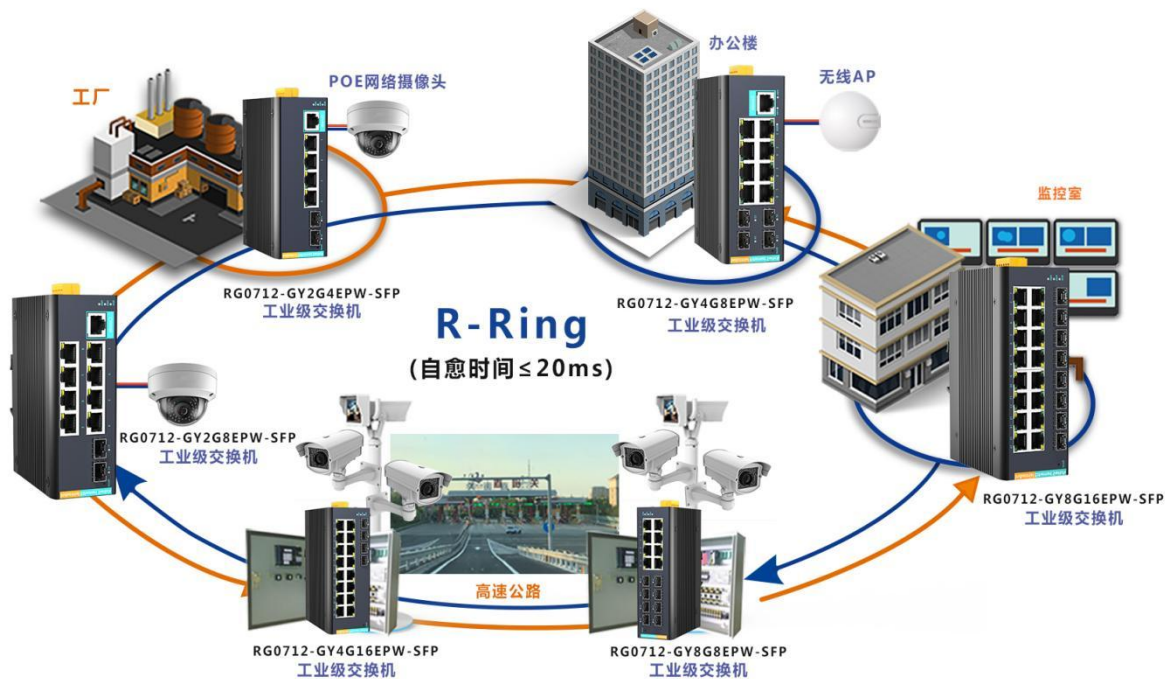 办公楼
POE网络摄像头
无线AP
工厂
监控室
RG0712-GY2G4EPW-SFP
工业级交换机
RG0712-GY4G8EPW-SFP
工业级交换机
R-Ring
(自愈时间≤20ms)
RG0712-GY2G8EPW-SFP
工业级交换机
RG0712-GY8G16EPW-SFP
工业级交换机
高速公路
RG0712-GY4G16EPW-SFP
工业级交换机
RG0712-GY8G8EPW-SFP
工业级交换机